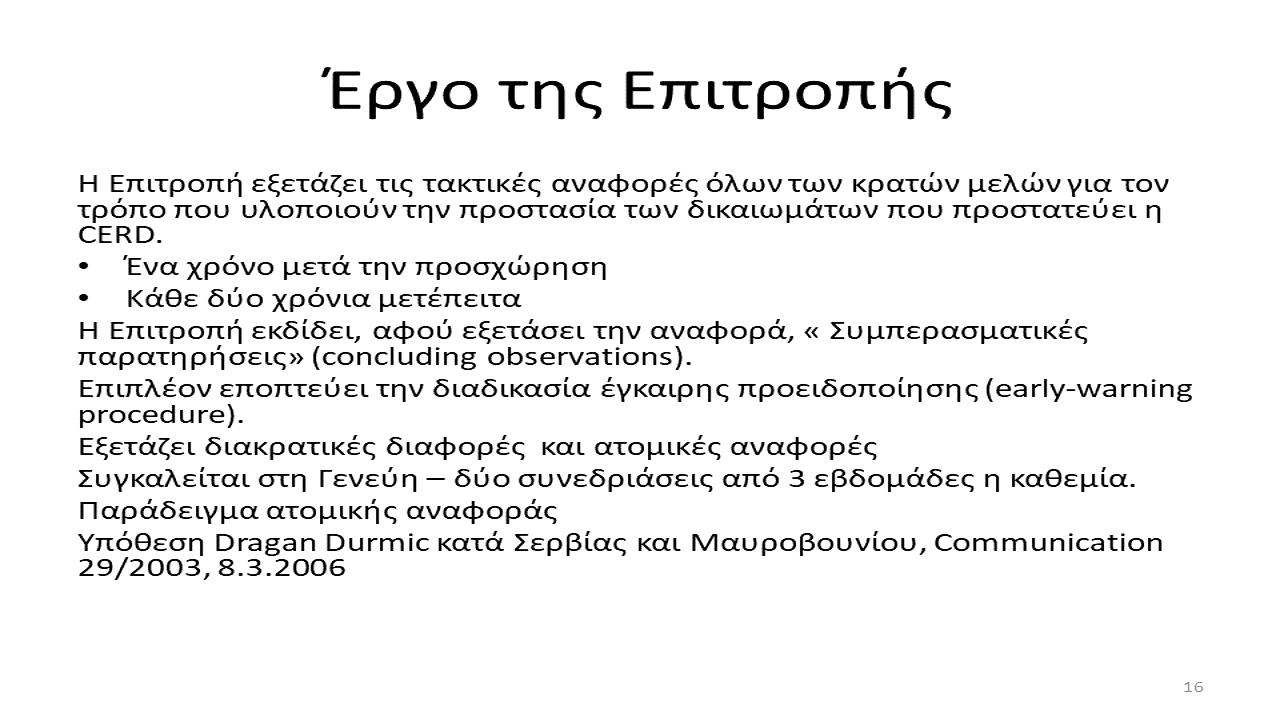 Έργο της Επιτροπής
Η Επιτροπή εξετάζει τις τακτικές αναφορές όλων των κρατών μελών για τον
τρόπο που υλοποιούν την προστασία των δικαιωμάτων που προστατεύει η
CERD.
• Ένα χρόνο μετά την προσχώρηση
• Κάθε δύο χρόνια μετέπειτα
Η Επιτροπή εκδίδει, αφού εξετάσει την αναφορά, « Συμπερασματικές
παρατηρήσεις» (concluding observations).
Επιπλέον εποπτεύει την διαδικασία έγκαιρης προειδοποίησης (early-warning
procedure).
Εξετάζει διακρατικές διαφορές και ατομικές αναφορές
Συγκαλείται στη Γενεύη – δύο συνεδριάσεις από 3 εβδομάδες η καθεμία.
Παράδειγμα ατομικής αναφοράς
Υπόθεση Dragan Durmic κατά Σερβίας και Μαυροβουνίου, Communication
29/2003, 8.3.2006
16